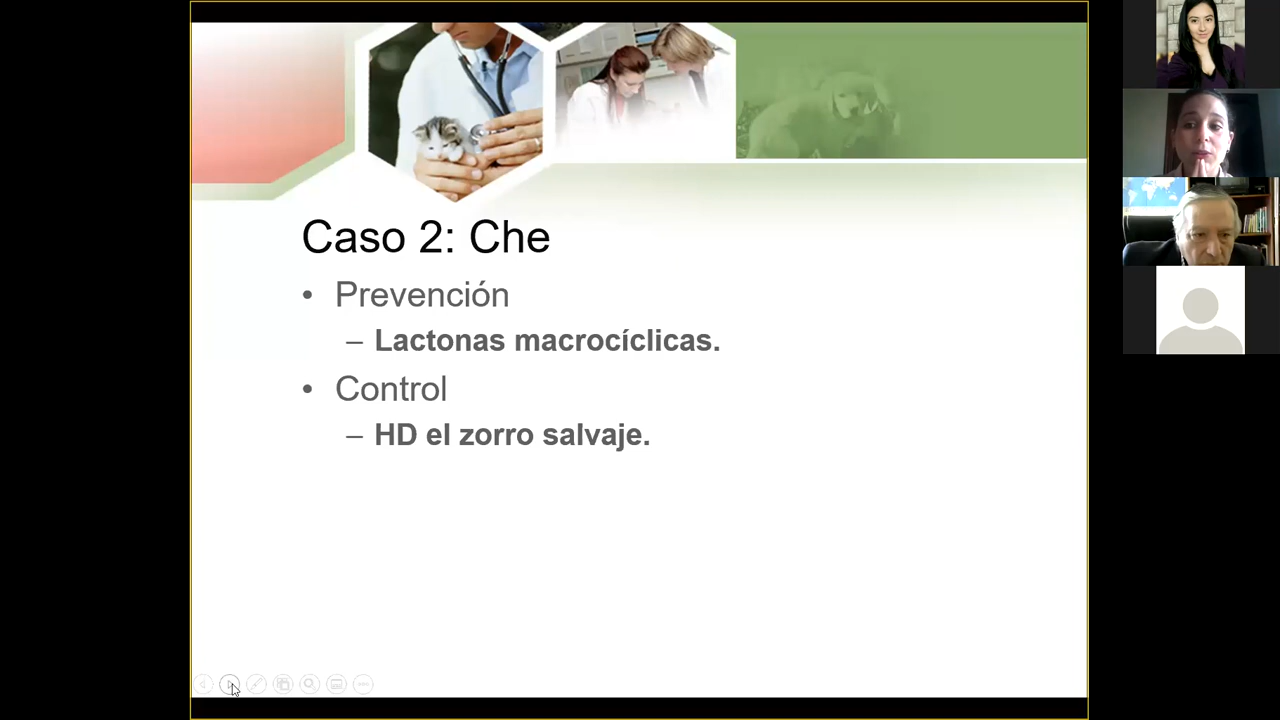 Caso 2: Che
• Prevención
– Lactonas macrocíclicas.
• Control
– HD el zorro salvaje.